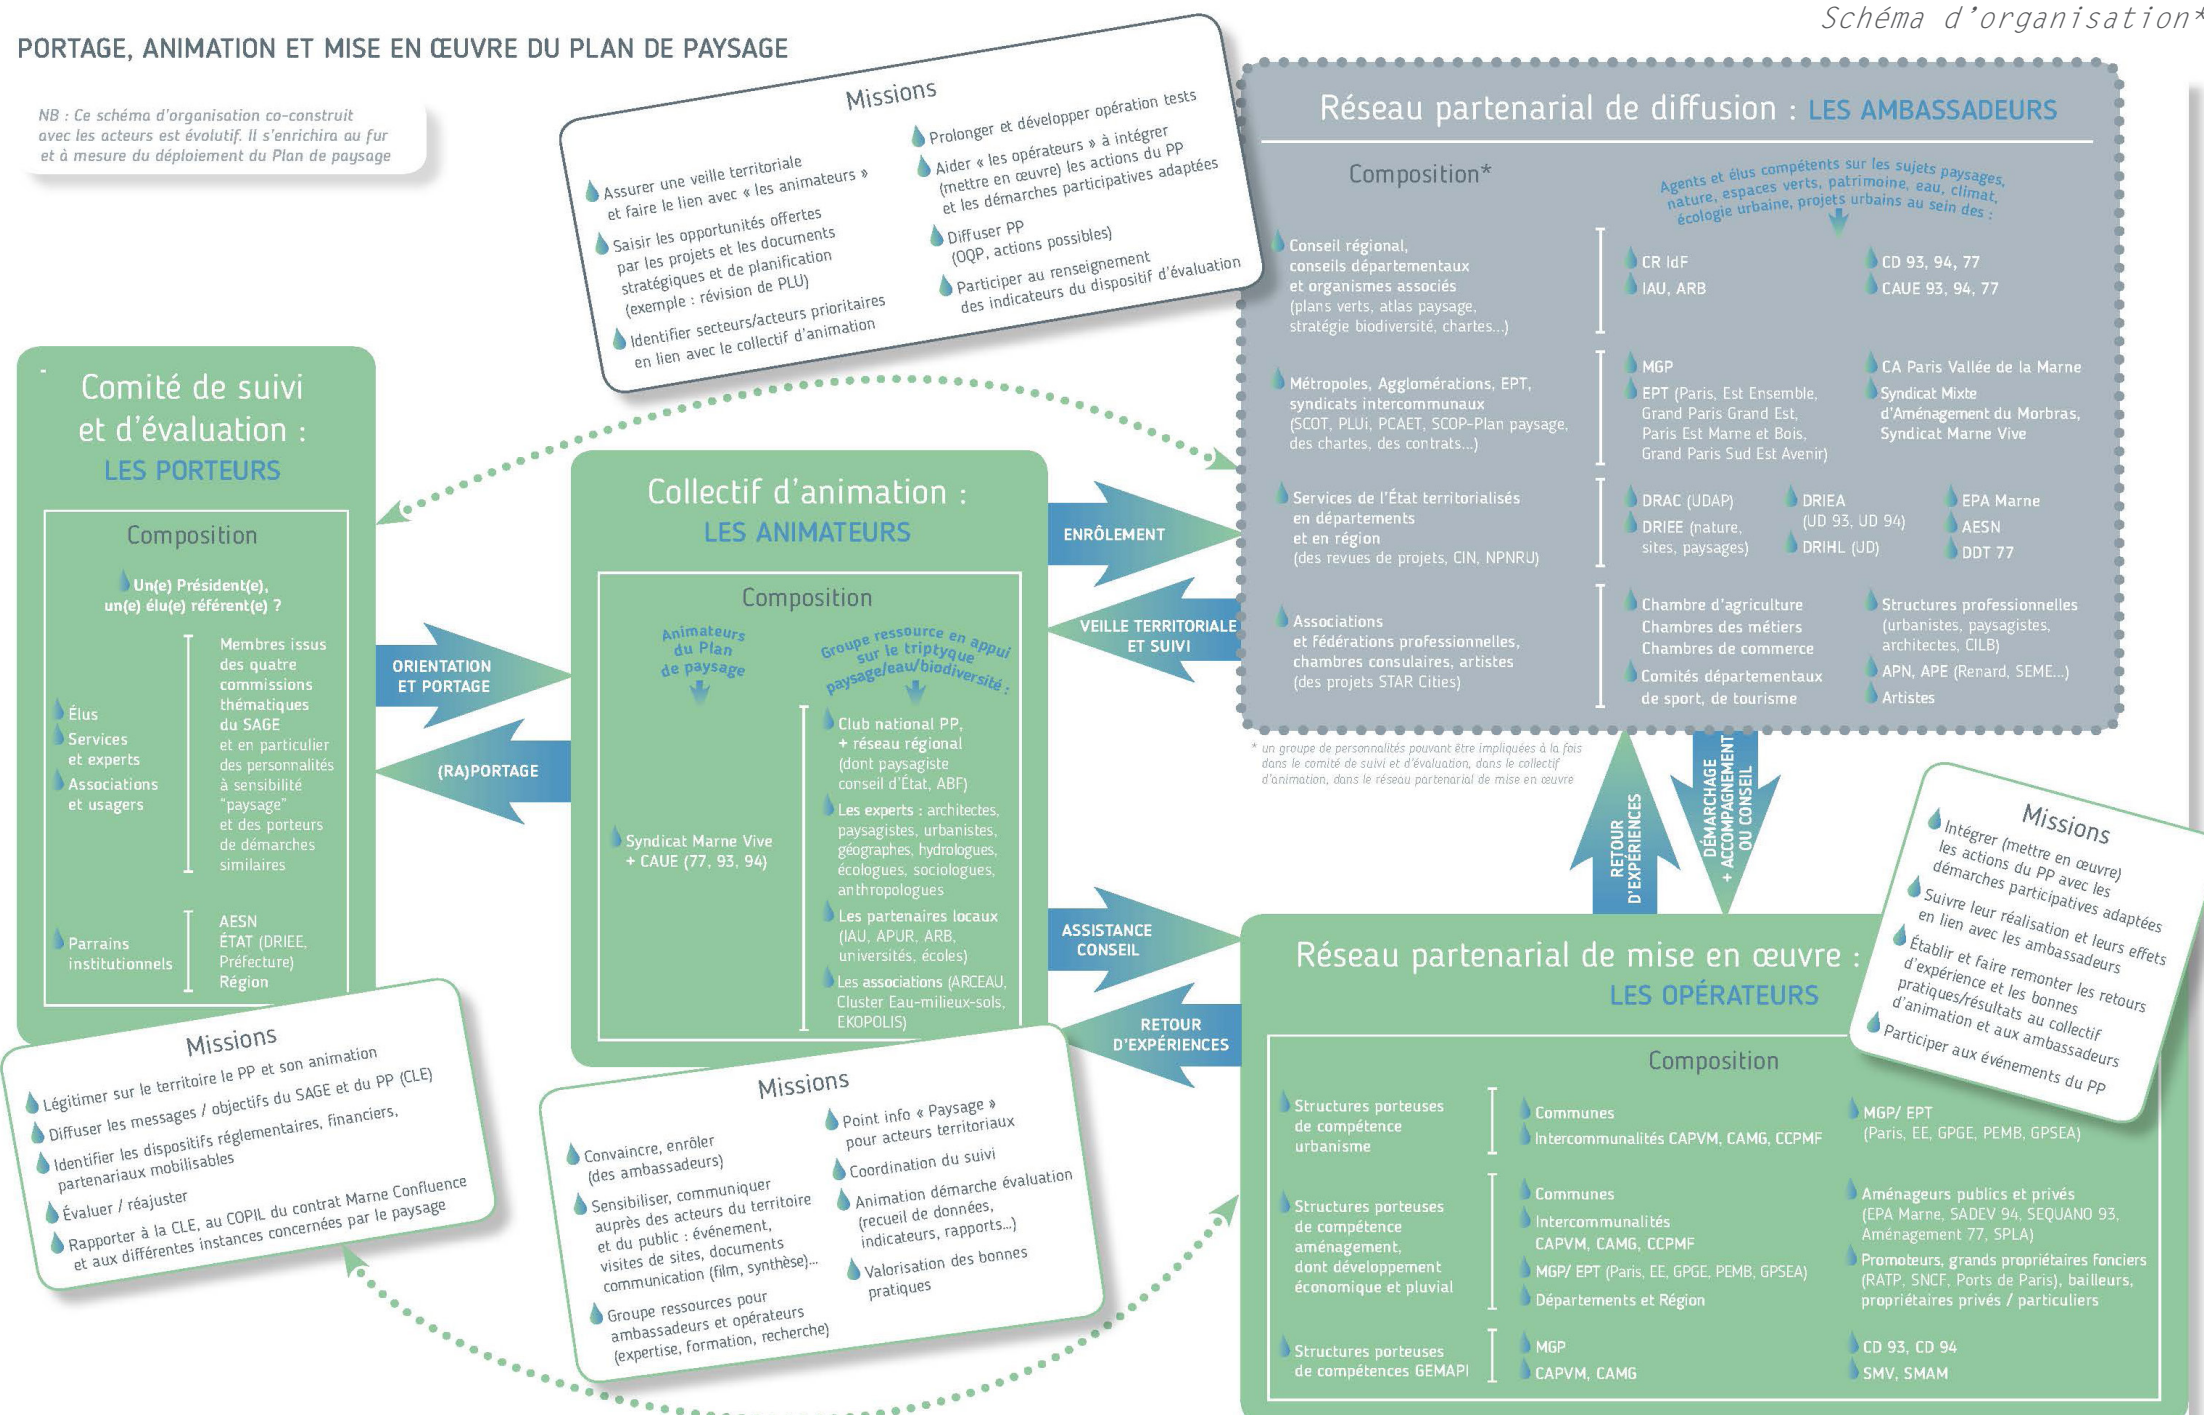 Schéma d'organisation*
PORTAGE, ANIMATION ET MISE EN ŒUVRE DU PLAN DE PAYSAGE
NB : Ce schéma d'organisation co-construit
avec les acteurs est évolutif. Il s'enrichira au fur
et à mesure du déploiement du Plan de paysage
Missions
Assurer une veille territoriale
et faire le lien avec « les animateurs »
Saisir les opportunités offertes
par les projets et les documents
stratégiques et de planification
(exemple : révision de PLU)
Identifier secteurs/acteurs prioritaires
en lien avec le collectif d'animation
Prolonger et développer opération tests
Aider « les opérateurs » à intégrer
(mettre en œuvre) les actions du PP
et les démarches participatives adaptées
Diffuser PP
(OQP, actions possibles)
Participer au renseignement
des indicateurs du dispositif d'évaluation
Réseau partenarial de diffusion : LES AMBASSADEURS
Composition*
Agents et élus compétents sur les sujets paysages,
nature, espaces verts, patrimoine, eau, climat,
écologie urbaine, projets urbains au sein des :
Conseil régional,
conseils départementaux
et organismes associés
(plans verts, atlas paysage,
stratégie biodiversité, chartes...)
CR IdF
IAU, ARB
CD 93, 94, 77
CAUE 93, 94, 77
Métropoles, Agglomérations, EPT,
syndicats intercommunaux
(SCOT, PLUi, PCAET, SCOP-Plan paysage,
des chartes, des contrats...)
MGP
EPT (Paris, Est Ensemble,
Grand Paris Grand Est,
Paris Est Marne et Bois,
Grand Paris Sud Est Avenir)
CA Paris Vallée de la Marne
Syndicat Mixte
d'Aménagement du Morbras,
Syndicat Marne Vive
Services de l'État territorialisés
en départements
et en région
(des revues de projets, CIN, NPNRU)
DRAC (UDAP)
DRIEE (nature,
sites, paysages)
DRIEA
(UD 93, UD 94)
DRIHL (UD)
EPA Marne
AESN
DDT 77
Associations
et fédérations professionnelles,
chambres consulaires, artistes
(des projets STAR Cities)
Chambre d'agriculture
Chambres des métiers
Chambres de commerce
Comités départementaux
de sport, de tourisme
Structures professionnelles
(urbanistes, paysagistes,
architectes, CILB)
APN, APE (Renard, SEME...)
Artistes
* un groupe de personnalités pouvant être impliquées à la fois
dans le comité de suivi et d'évaluation, dans le collectif
d'animation, dans le réseau partenarial de mise en œuvre
Comité de suivi
et d'évaluation :
LES PORTEURS
Composition
Un(e) Président(e),
un(e) élu(e) référent(e) ?
Élus
Services
et experts
Associations
et usagers
Membres issus
des quatre
commissions
thématiques
du SAGE
et en particulier
des personnalités
à sensibilité
"paysage"
et des porteurs
de démarches
similaires
Parrains
institutionnels
AESN
ÉTAT (DRIEE,
Préfecture)
Région
Missions
Légitimer sur le territoire le PP et son animation
Diffuser les messages / objectifs du SAGE et du PP (CLE)
Identifier les dispositifs réglementaires, financiers,
partenariaux mobilisables
Évaluer / réajuster
Rapporter à la CLE, au COPIL du contrat Marne Confluence
et aux différentes instances concernées par le paysage
ORIENTATION
ET PORTAGE
(RA)PORTAGE
Collectif d'animation :
LES ANIMATEURS
Composition
Animateurs
du Plan
de paysage
Groupe ressource en appui
sur le triptyque
paysage/eau/biodiversité :
Syndicat Marne Vive
+ CAUE (77, 93, 94)
Club national PP,
+ réseau régional
(dont paysagiste
conseil d'État, ABF)
Les experts : architectes,
paysagistes, urbanistes,
géographes, hydrologues,
écologues, sociologues,
anthropologues
Les partenaires locaux
(IAU, APUR, ARB,
universités, écoles)
Les associations (ARCEAU,
Cluster Eau-milieux-sols,
EKOPOLIS)
Missions
Convaincre, enrôler
(des ambassadeurs)
Sensibiliser, communiquer
auprès des acteurs du territoire
et du public : événement,
visites de sites, documents
communication (film, synthèse)...
Groupe ressources pour
ambassadeurs et opérateurs
(expertise, formation, recherche)
Point info « Paysage »
pour acteurs territoriaux
Coordination du suivi
Animation démarche évaluation
(recueil de données,
indicateurs, rapports...)
Valorisation des bonnes
pratiques
ENRÔLEMENT
VEILLE TERRITORIALE
ET SUIVI
ASSISTANCE
CONSEIL
RETOUR
D'EXPÉRIENCES
RETOUR
D'EXPÉRIENCES
DÉMARCHAGE
+ ACCOMPAGNEMENT
OU CONSEIL
Réseau partenarial de mise en œuvre :
LES OPÉRATEURS
Missions
Intégrer (mettre en œuvre)
les actions du PP avec les
démarches participatives adaptées
Suivre leur réalisation et leurs effets
en lien avec les ambassadeurs
Établir et faire remonter les retours
d'expérience et les bonnes
pratiques/résultats au collectif
d'animation et aux ambassadeurs
Participer aux événements du PP
Composition
Structures porteuses
de compétence
urbanisme
Communes
Intercommunalités CAPVM, CAMG, CCPMF
MGP/ EPT
(Paris, EE, GPGE, PEMB, GPSEA)
Structures porteuses
de compétence
aménagement,
dont développement
économique et pluvial
Communes
Intercommunalités
CAPVM, CAMG, CCPMF
MGP/ EPT (Paris, EE, GPGE, PEMB, GPSEA)
Départements et Région
Aménageurs publics et privés
(EPA Marne, SADEV 94, SEQUANO 93,
Aménagement 77, SPLA)
Promoteurs, grands propriétaires fonciers
(RATP, SNCF, Ports de Paris), bailleurs,
propriétaires privés / particuliers
Structures porteuses
de compétences GEMAPI
MGP
CAPVM, CAMG
CD 93, CD 94
SMV, SMAM